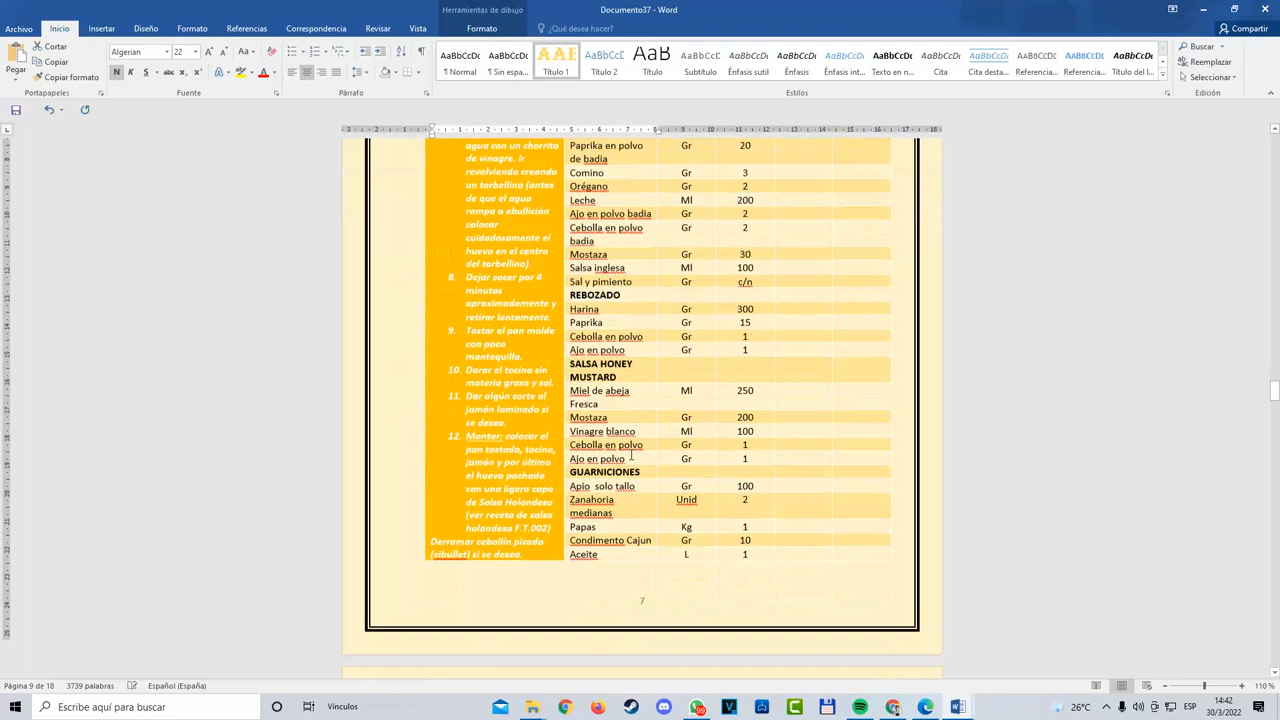 Herramientas de dibujo
Documento37 - Word
Archivo
Inicio
Insertar
Diseño
Disposición
Referencias
Correspondencia
Revisar
Vista
Formato
¿Qué desea hacer?
Compartir
Pegar
Cortar
Copiar
Copiar formato
Portapapeles
Algerian
22
Fuente
Párrafo
AaBbCcDc
¶ Normal
AaBbCcDc
¶ Sin espa...
AAE
Título 1
AaBbCcE
Título 2
AaB
Título
AaBbCcC
Subtítulo
AaBbCcDc
Énfasis sutil
AaBbCcDc
Énfasis
AaBbCcDc
Énfasis int...
AaBbCcDc
Texto en n...
AaBbCcDc
Cita
AaBbCcDc
Cita desta...
AaBbCcDc
Referencia...
AaBbCcDc
Referencia...
AaBbCcDc
Título del l...
Estilos
Buscar
Reemplazar
Seleccionar
Edición
agua con un chorrito
de vinagre. Ir
revolviendo creando
un torbellino (antes
de que el agua
rompa a ebullición
colocar
cuidadosamente el
huevo en el centro
del torbellino).
8. Dejar cocer por 4
minutos
aproximadamente y
retirar lentamente.
9. Tostar el pan molde
con poca
mantequilla.
10. Dorar el tocino sin
materia grasa y sal.
11. Dar algún corte al
jamón laminado si
se desea.
12. Montar: colocar el
pan tostado, tocino,
jamón y por último
el huevo pochado
con una ligera capa
de Salsa Holandesa
(ver receta de salsa
holandesa F.T.002)
Derramar cebollín picado
(cibullet) si se desea.
Paprika en polvo Gr 20
de badia
Comino Gr 3
Orégano Gr 2
Leche Ml 200
Ajo en polvo badia Gr 2
Cebolla en polvo Gr 2
badia
Mostaza Gr 30
Salsa inglesa Ml 100
Sal y pimiento Gr c/n
REBOZADO
Harina Gr 300
Paprika Gr 15
Cebolla en polvo Gr 1
Ajo en polvo Gr 1
SALSA HONEY
MUSTARD
Miel de abeja Ml 250
Fresca
Mostaza Gr 200
Vinagre blanco Ml 100
Cebolla en polvo Gr 1
Ajo en polvo Gr 1
GUARNICIONES
Apio solo tallo Gr 100
Zanahoria Unid 2
medianas
Papas Kg 1
Condimento Cajun Gr 10
Aceite L 1
7
Página 9 de 18
3739 palabras
Español (España)
110 %
Escribe aquí para buscar
Vínculos
26°C
14:42
30/3/2022